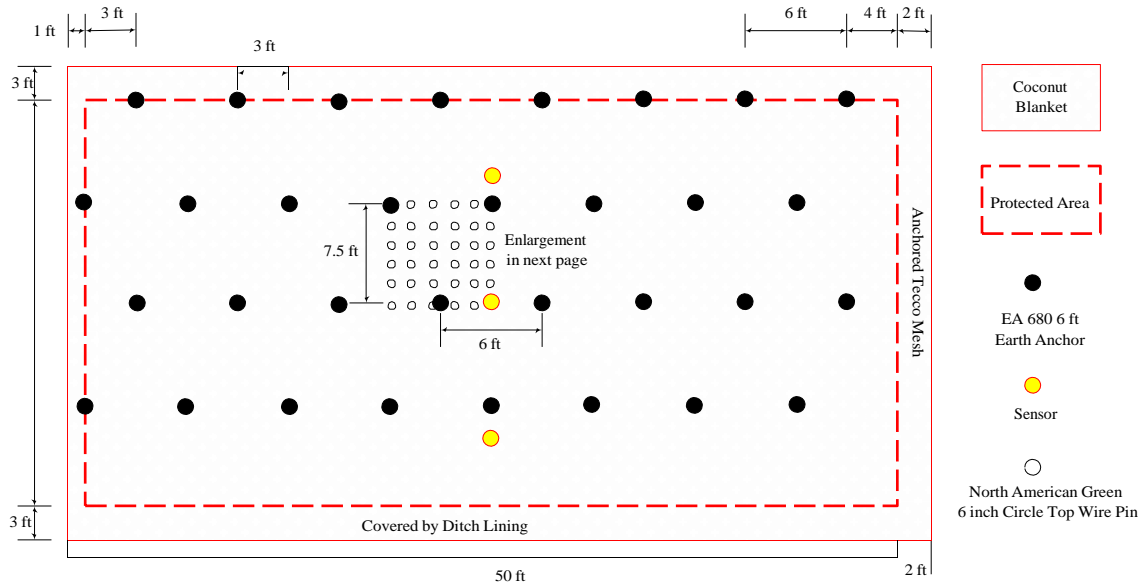 3 ft
6 ft
4 ft
2 ft
1 ft
3 ft
3 ft
Coconut
Blanket
Protected Area
Anchored Tecco Mesh
7.5 ft
Enlargement
in next page
6 ft
EA 680 6 ft
Earth Anchor
Sensor
North American Green
6 inch Circle Top Wire Pin
3 ft
Covered by Ditch Lining
50 ft
2 ft